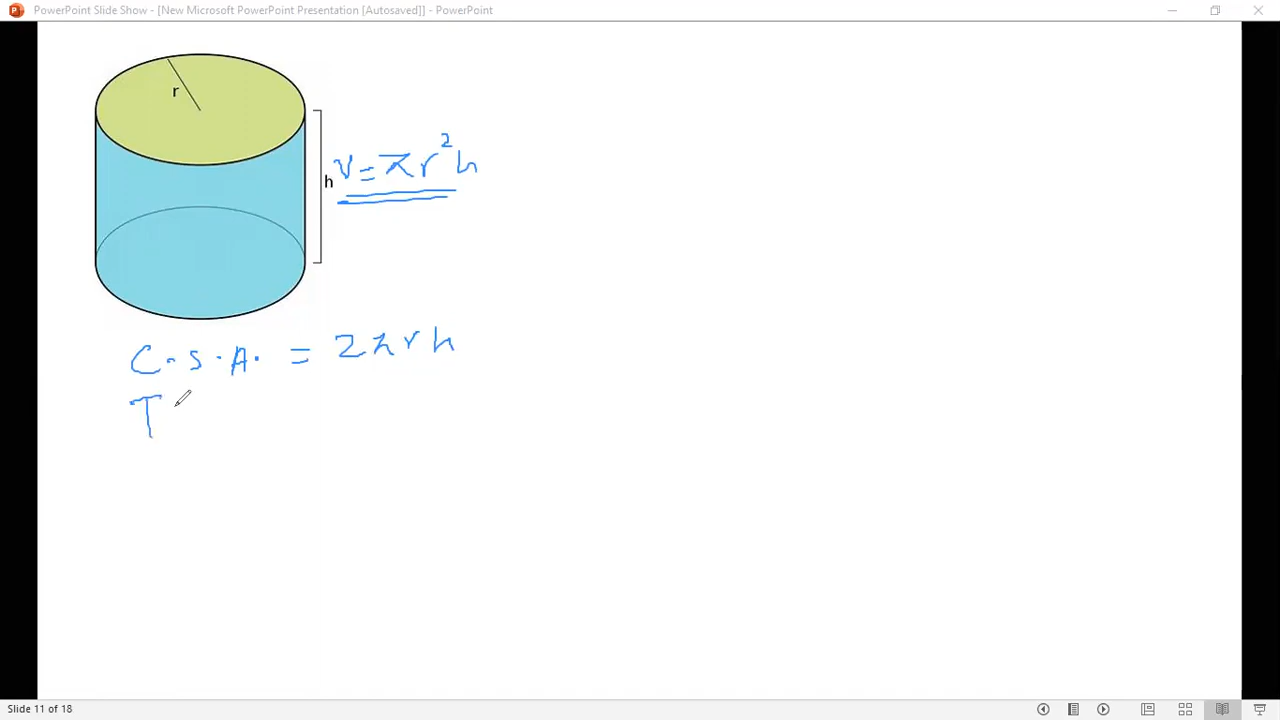 PowerPoint Slide Show - [New Microsoft PowerPoint Presentation [Autosaved]] - PowerPoint
r
h
V=πr²h
C.S.A. = 2πrh
T
Slide 11 of 18